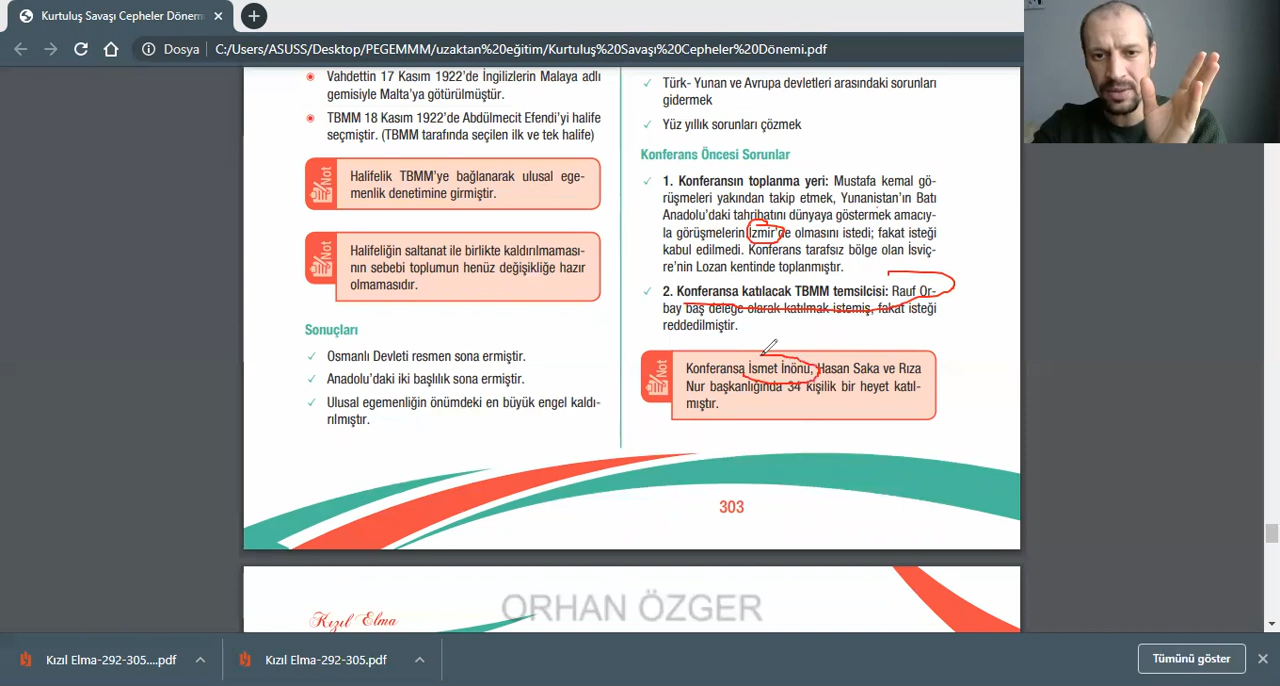 Kurtuluş Savaşı Cepheler Dönem
Dosya
C:/Users/ASUSS/Desktop/PEGEMMM/uzaktan%20eğitim/Kurtuluş%20Savaşı%20Cepheler%20Dönemi.pdf
Vahdettin 17 Kasım 1922’de İngilizlerin Malaya adlı
gemisiyle Malta’ya götürülmüştür.
TBMM 18 Kasım 1922’de Abdülmecit Efendi’yi halife
seçmiştir. (TBMM tarafında seçilen ilk ve tek halife)
Not
Halifelik TBMM’ye bağlanarak ulusal ege-
menlik denetimine girmiştir.
Not
Halifeliğin saltanat ile birlikte kaldırılmaması-
nın sebebi toplumun henüz değişikliğe hazır
olmamasıdır.
Sonuçları
Osmanlı Devleti resmen sona ermiştir.
Anadolu’daki iki başlılık sona ermiştir.
Ulusal egemenliğin önümdeki en büyük engel kaldı-
rılmıştır.
Türk- Yunan ve Avrupa devletleri arasındaki sorunları
gidermek
Yüz yıllık sorunları çözmek
Konferans Öncesi Sorunlar
1. Konferansın toplanma yeri: Mustafa kemal gö-
rüşmeleri yakından takip etmek, Yunanistan’ın Batı
Anadolu’daki tahribatını dünyaya göstermek amacıy-
la görüşmelerin İzmir’de olmasını istedi; fakat isteği
kabul edilmedi. Konferans tarafsız bölge olan İsviç-
re’nin Lozan kentinde toplanmıştır.
2. Konferansa katılacak TBMM temsilcisi: Rauf Or-
bay baş delege olarak katılmak istemiş, fakat isteği
reddedilmiştir.
Not
Konferansa İsmet İnönü, Hasan Saka ve Rıza
Nur başkanlığında 34 kişilik bir heyet katıl-
mıştır.
303
ORHAN ÖZGER
Kızıl Elma
Kızıl Elma-292-305....pdf
Kızıl Elma-292-305.pdf
Tümünü göster